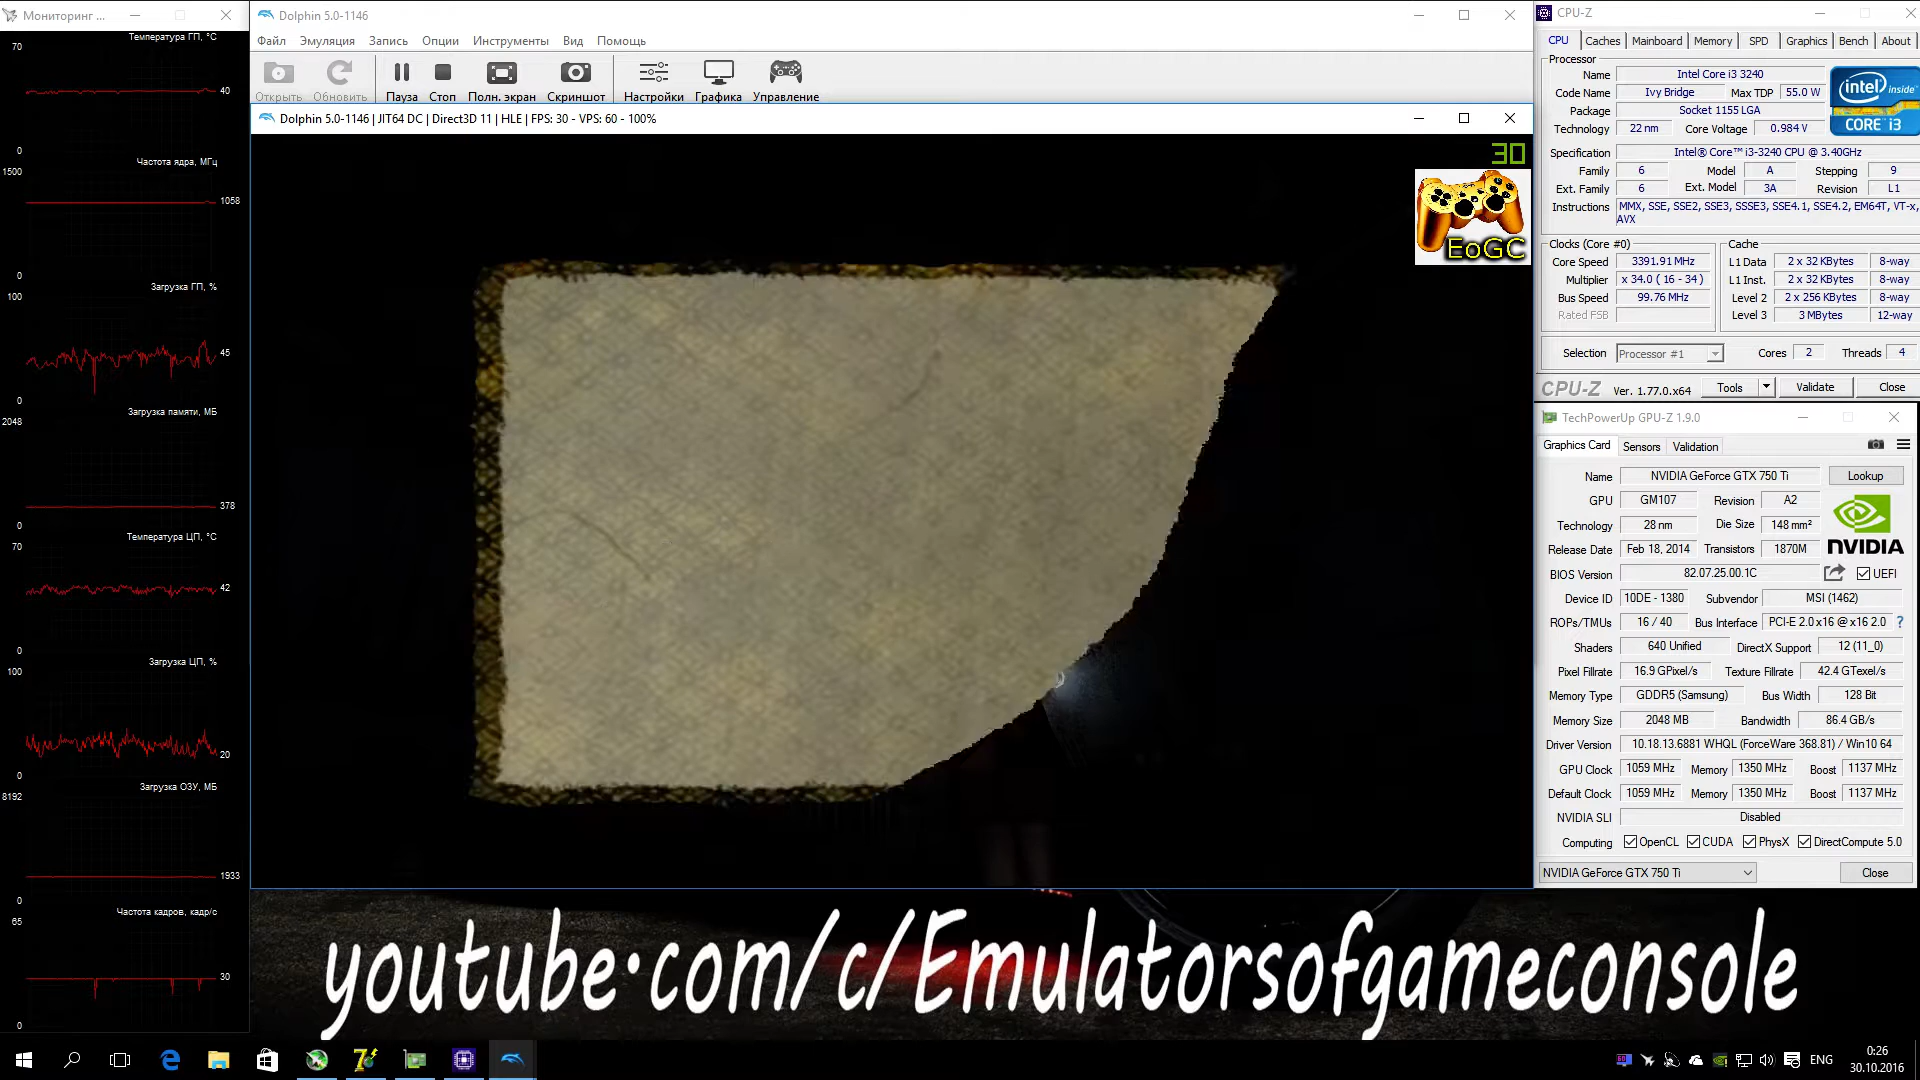 Мониторинг ...
Температура ГП, °C
70
40
0
Частота ядра, МГц
1500
1058
0
Загрузка ГП, %
100
45
0
Загрузка памяти, МБ
2048
378
0
Температура ЦП, °C
70
42
0
Загрузка ЦП, %
100
20
0
Загрузка ОЗУ, МБ
8192
1933
0
Частота кадров, кадр/с
65
30
0
Dolphin 5.0-1146
Файл Эмуляция Запись Опции Инструменты Вид Помощь
Открыть Обновить Пауза Стоп Полн. экран Скриншот Настройки Графика Управление
Dolphin 5.0-1146 | JIT64 DC | Direct3D 11 | HLE | FPS: 30 - VPS: 60 - 100%
30
EoGC
CPU-Z
CPU Caches Mainboard Memory SPD Graphics Bench About
Processor
Name Intel Core i3 3240
Code Name Ivy Bridge Max TDP 55.0 W
Package Socket 1155 LGA
Technology 22 nm Core Voltage 0.984 V
intel inside™
CORE i3
Specification Intel® Core™ i3-3240 CPU @ 3.40GHz
Family 6 Model A Stepping 9
Ext. Family 6 Ext. Model 3A Revision L1
Instructions MMX, SSE, SSE2, SSE3, SSSE3, SSE4.1, SSE4.2, EM64T, VT-x,
AVX
Clocks (Core #0)
Core Speed 3391.91 MHz
Multiplier x 34.0 ( 16 - 34 )
Bus Speed 99.76 MHz
Rated FSB
Cache
L1 Data 2 x 32 KBytes 8-way
L1 Inst. 2 x 32 KBytes 8-way
Level 2 2 x 256 KBytes 8-way
Level 3 3 MBytes 12-way
Selection Processor #1 Cores 2 Threads 4
CPU-Z Ver. 1.77.0.x64 Tools Validate Close
TechPowerUp GPU-Z 1.9.0
Graphics Card Sensors Validation
Name NVIDIA GeForce GTX 750 Ti Lookup
GPU GM107 Revision A2
Technology 28 nm Die Size 148 mm²
Release Date Feb 18, 2014 Transistors 1870M
NVIDIA
BIOS Version 82.07.25.00.1C UEFI
Device ID 10DE - 1380 Subvendor MSI (1462)
ROPs/TMUs 16 / 40 Bus Interface PCI-E 2.0 x16 @ x16 2.0 ?
Shaders 640 Unified DirectX Support 12 (11_0)
Pixel Fillrate 16.9 GPixel/s Texture Fillrate 42.4 GTexel/s
Memory Type GDDR5 (Samsung) Bus Width 128 Bit
Memory Size 2048 MB Bandwidth 86.4 GB/s
Driver Version 10.18.13.6881 WHQL (ForceWare 368.81) / Win10 64
GPU Clock 1059 MHz Memory 1350 MHz Boost 1137 MHz
Default Clock 1059 MHz Memory 1350 MHz Boost 1137 MHz
NVIDIA SLI Disabled
Computing OpenCL CUDA PhysX DirectCompute 5.0
NVIDIA GeForce GTX 750 Ti Close
youtube.com/c/Emulatorsofgameconsole
ENG
0:26
30.10.2016